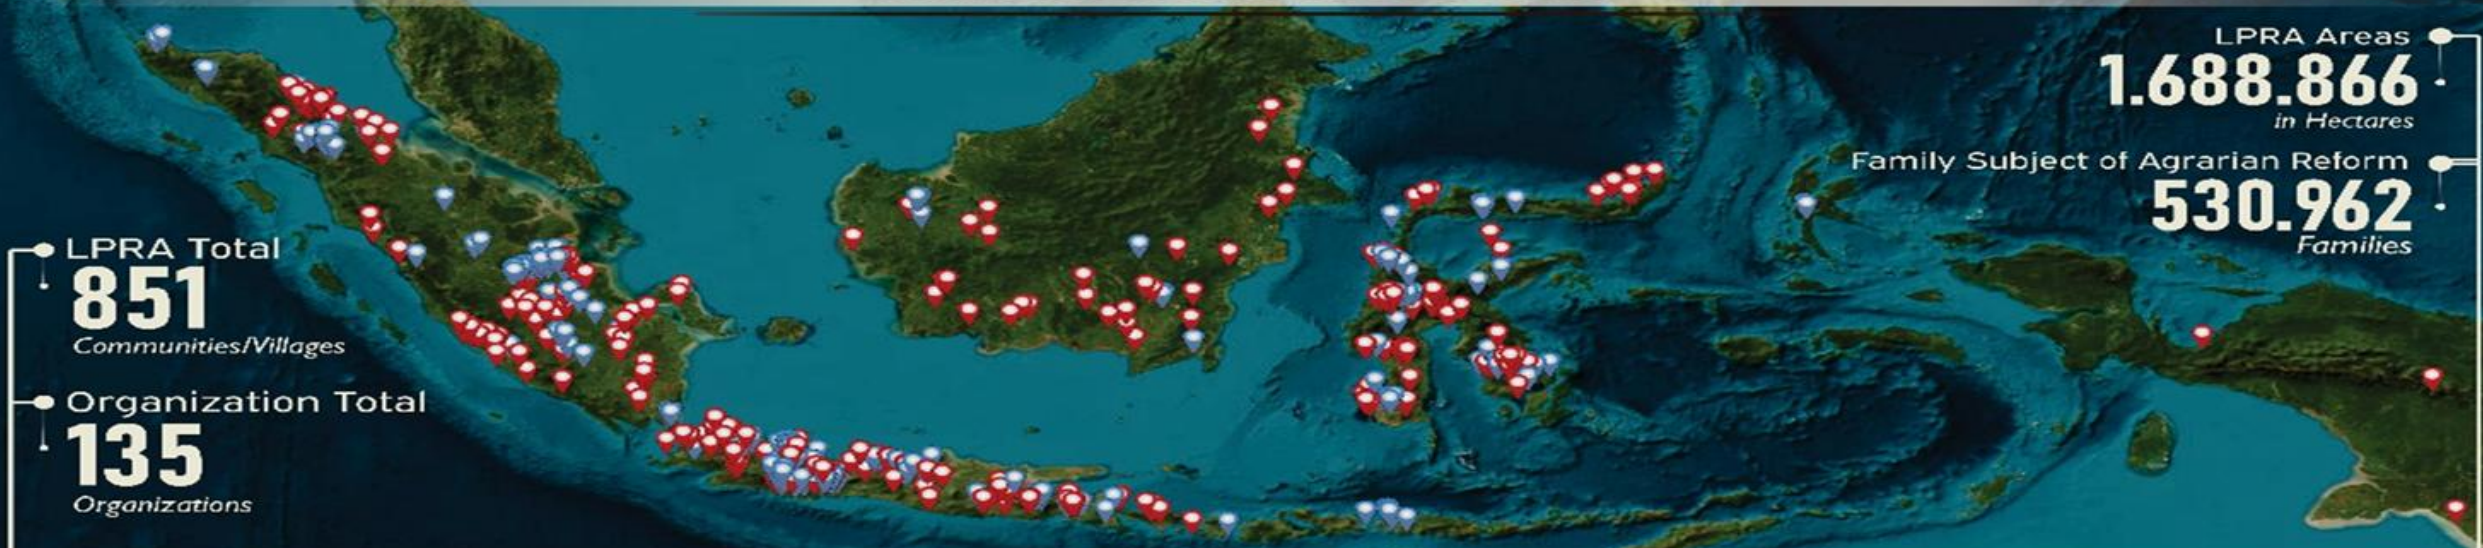 LPRA Total
851
Communities/Villages
Organization Total
135
Organizations
LPRA Areas
1.688.866
in Hectares
Family Subject of Agrarian Reform
530.962
Families